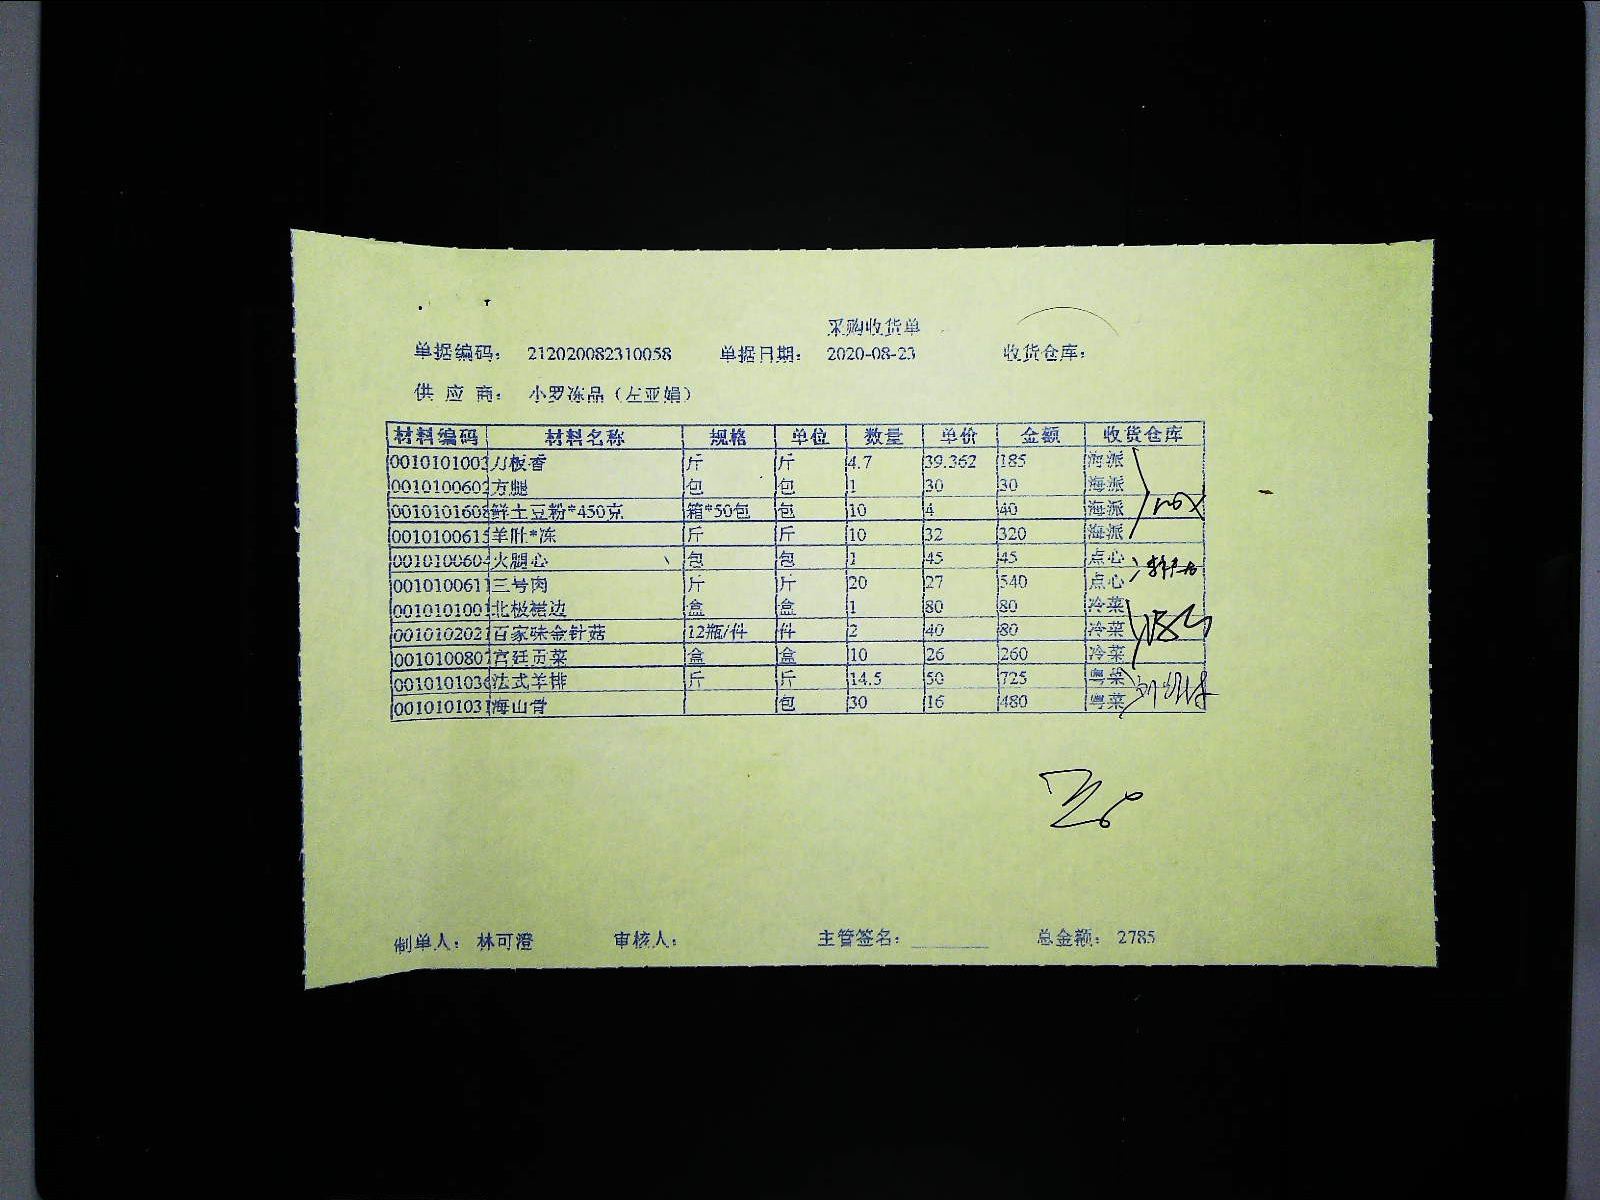 采购收货单
单据编码： 212020082310058 单据日期： 2020-08-23 收货仓库：
供 应 商： 小罗冻品（左亚娟）
材料编码 材料名称 规格 单位 数量 单价 金额 收货仓库
0010101003 刀板香 斤 斤 4.7 39.362 185 海派
0010100602 方腿 包 包 1 30 30 海派
0010101608 鲜土豆粉*450克 箱*50包 包 10 4 40 海派
0010100615 羊肚*冻 斤 斤 10 32 320 海派
0010100604 火腿心 包 包 1 45 45 点心
0010100611 三号肉 斤 斤 20 27 540 点心
0010101001 北极裙边 盒 盒 1 80 80 冷菜
0010102021 百家味金针菇 12瓶/件 件 2 40 80 冷菜
0010100807 宫廷贡菜 盒 盒 10 26 260 冷菜
0010101036 法式羊排 斤 斤 14.5 50 725 粤菜
0010101031 海山骨 包 30 16 480 粤菜
制单人： 林可澄 审核人： 主管签名： 总金额： 2785